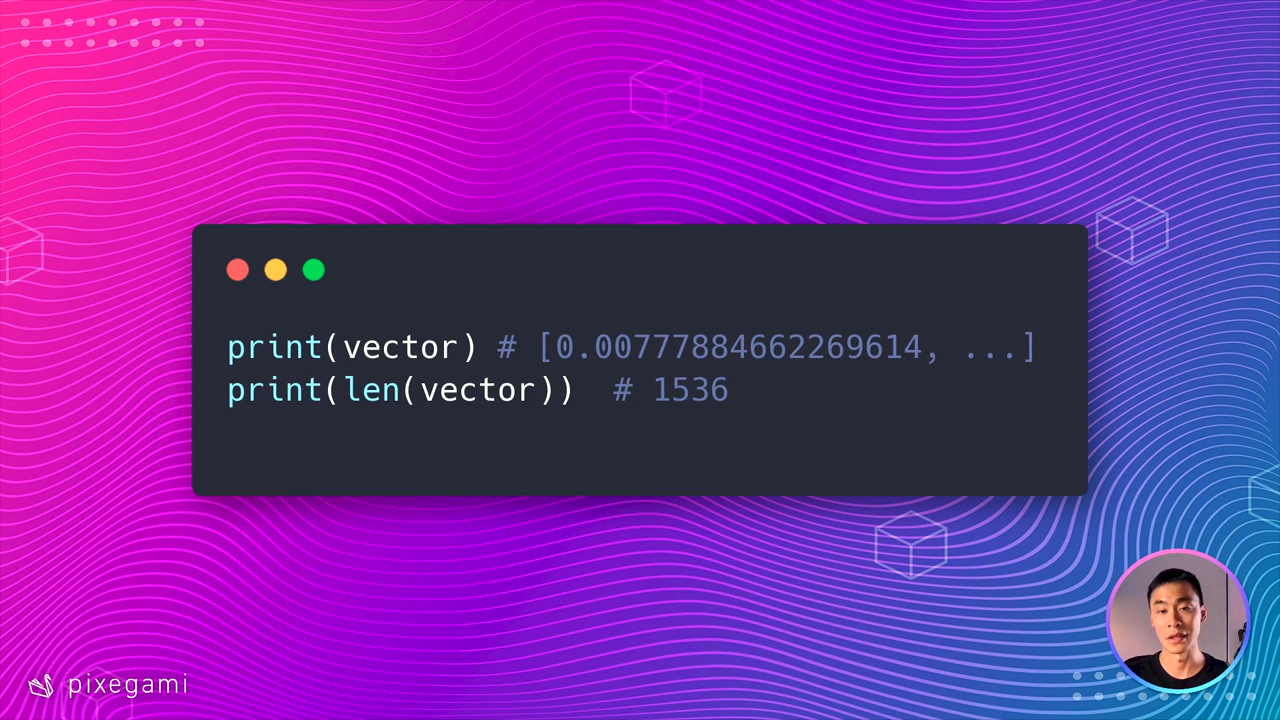 print(vector) # [0.00777884662269614, ...]
print(len(vector))  # 1536
pixegami